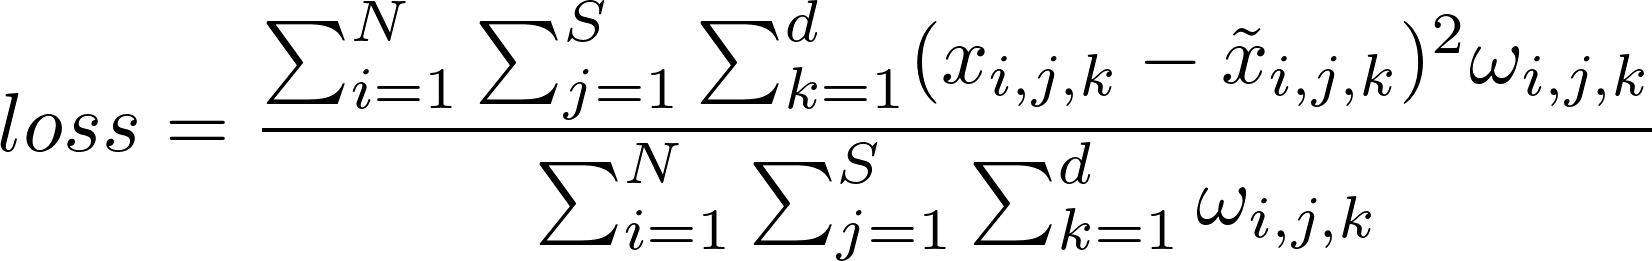 loss = \frac{\sum_{i=1}^{N} \sum_{j=1}^{S} \sum_{k=1}^{d} (x_{i,j,k} - \tilde{x}_{i,j,k})^2 \omega_{i,j,k}}{\sum_{i=1}^{N} \sum_{j=1}^{S} \sum_{k=1}^{d} \omega_{i,j,k}}